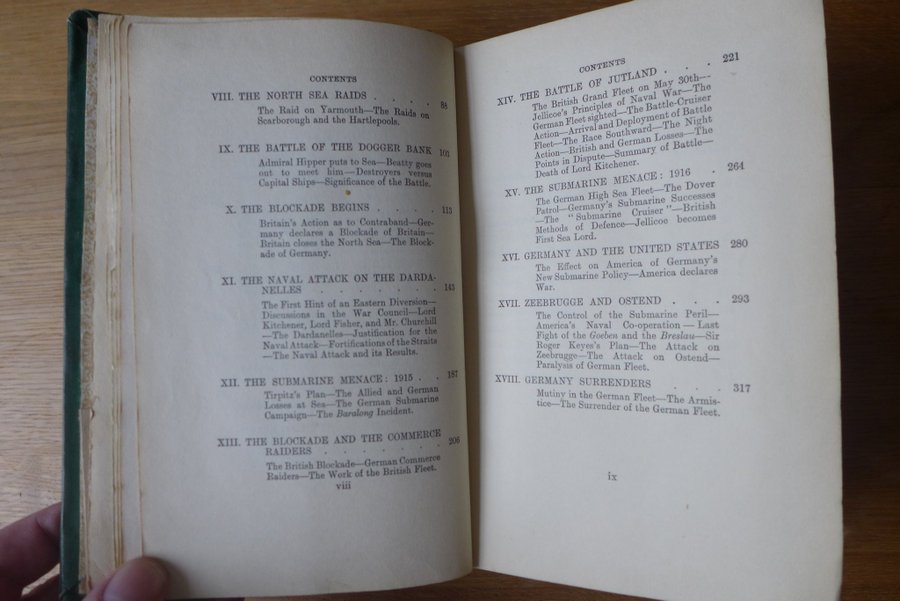 CONTENTS
VIII. THE NORTH SEA RAIDS . . . . 88
The Raid on Yarmouth—The Raids on
Scarborough and the Hartlepools.
IX. THE BATTLE OF THE DOGGER BANK 103
Admiral Hipper puts to Sea—Beatty goes
out to meet him—Destroyers versus
Capital Ships—Significance of the Battle.
X. THE BLOCKADE BEGINS . . . . 113
Britain's Action as to Contraband—Ger-
many declares a Blockade of Britain—
Britain closes the North Sea—The Block-
ade of Germany.
XI. THE NAVAL ATTACK ON THE DARDA-
NELLES . . . . . . . 145
The First Hint of an Eastern Diversion—
Discussions in the War Council—Lord
Kitchener, Lord Fisher, and Mr. Churchill
—The Dardanelles—Justification for the
Naval Attack—Fortifications of the Straits
—The Naval Attack and its Results.
XII. THE SUBMARINE MENACE: 1915 . . 187
Tirpitz's Plan—The Allied and German
Losses at Sea—The German Submarine
Campaign—The Baralong Incident.
XIII. THE BLOCKADE AND THE COMMERCE
RAIDERS . . . . . . 206
The British Blockade—German Commerce
Raiders—The Work of the British Fleet.
viii
CONTENTS
XIV. THE BATTLE OF JUTLAND . . . 221
The British Grand Fleet on May 30th—
Jellicoe's Principles of Naval War—The
German Fleet sighted—The Battle-Cruiser
Action—Arrival and Deployment of Battle
Fleet—The Race Southward—The Night
Action—British and German Losses—The
Points in Dispute—Summary of Battle—
Death of Lord Kitchener.
XV. THE SUBMARINE MENACE: 1916 . 264
The German High Sea Fleet—The Dover
Patrol—Germany's Submarine Successes
—The "Submarine Cruiser"—British
Methods of Defence—Jellicoe becomes
First Sea Lord.
XVI. GERMANY AND THE UNITED STATES 280
The Effect on America of Germany's
New Submarine Policy—America declares
War.
XVII. ZEEBRUGGE AND OSTEND . . . 293
The Control of the Submarine Peril—
America's Naval Co-operation—Last
Fight of the Goeben and the Breslau—Sir
Roger Keyes's Plan—The Attack on
Zeebrugge—The Attack on Ostend—
Paralysis of German Fleet.
XVIII. GERMANY SURRENDERS . . . 317
Mutiny in the German Fleet—The Armis-
tice—The Surrender of the German Fleet.
ix